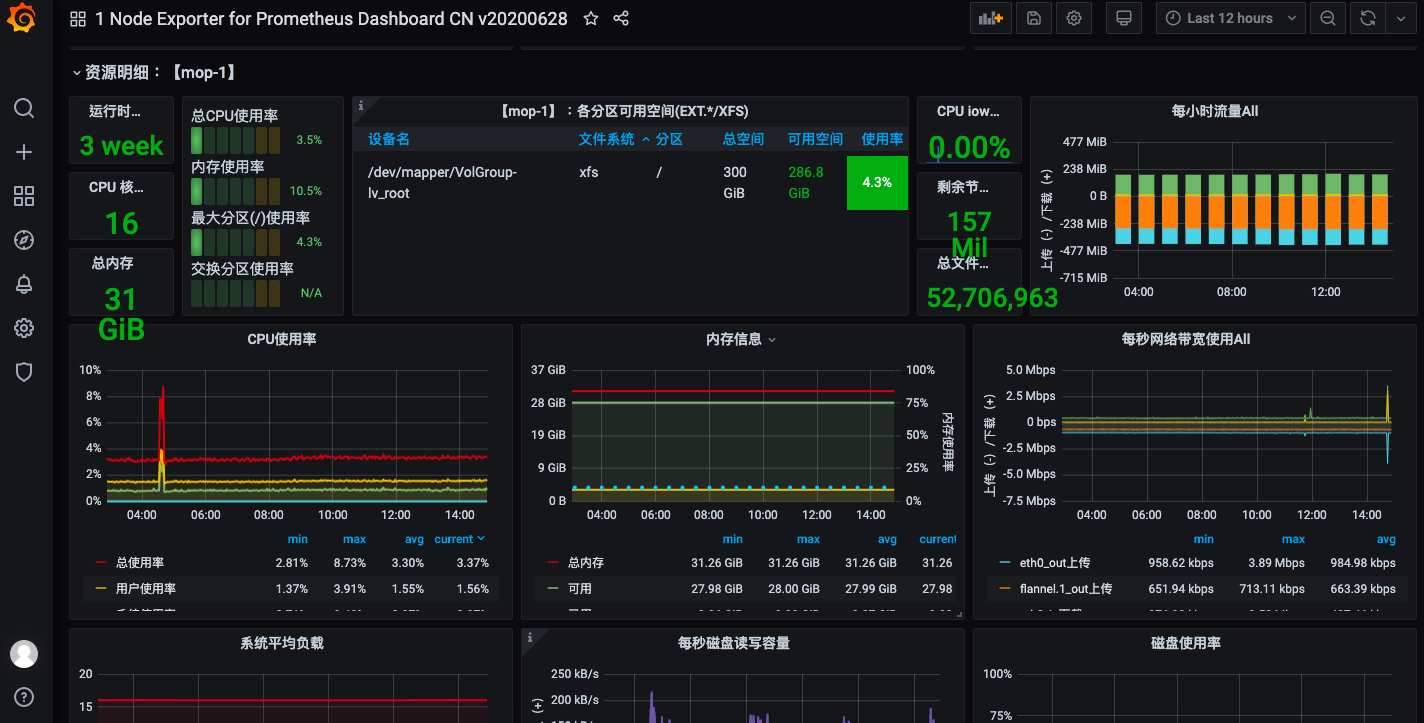 1 Node Exporter for Prometheus Dashboard CN v20200628
Last 12 hours
资源明细：【mop-1】
运行时...
3 week
CPU 核...
16
总内存
31
GiB
总CPU使用率
3.5%
内存使用率
10.5%
最大分区(/)使用率
4.3%
交换分区使用率
N/A
【mop-1】：各分区可用空间(EXT.*/XFS)
设备名 文件系统 分区 总空间 可用空间 使用率
/dev/mapper/VolGroup-
lv_root
xfs
/
300
GiB
286.8
GiB
4.3%
CPU iow...
0.00%
剩余节...
157
Mil
总文件...
52,706,963
每小时流量All
上传（-）/下载（+）
477 MiB
238 MiB
0 B
-238 MiB
-477 MiB
-715 MiB
04:00 08:00 12:00
CPU使用率
10%
8%
6%
4%
2%
0%
04:00 06:00 08:00 10:00 12:00 14:00
min max avg current
总使用率 2.81% 8.73% 3.30% 3.37%
用户使用率 1.37% 3.91% 1.55% 1.56%
内存信息
37 GiB
28 GiB
19 GiB
9 GiB
0 B
100%
75%
50%
25%
0%
内存使用率
04:00 06:00 08:00 10:00 12:00 14:00
min max avg current
总内存 31.26 GiB 31.26 GiB 31.26 GiB 31.26
可用 27.98 GiB 28.00 GiB 27.99 GiB 27.98
每秒网络带宽使用All
上传（-）/下载（+）
5.0 Mbps
2.5 Mbps
0 bps
-2.5 Mbps
-5.0 Mbps
-7.5 Mbps
04:00 06:00 08:00 10:00 12:00 14:00
min max avg
eth0_out上传 958.62 kbps 3.89 Mbps 984.98 kbps
flannel.1_out上传 651.94 kbps 713.11 kbps 663.39 kbps
系统平均负载
20
15
每秒磁盘读写容量
250 kB/s
200 kB/s
(+)
磁盘使用率
100%
75%